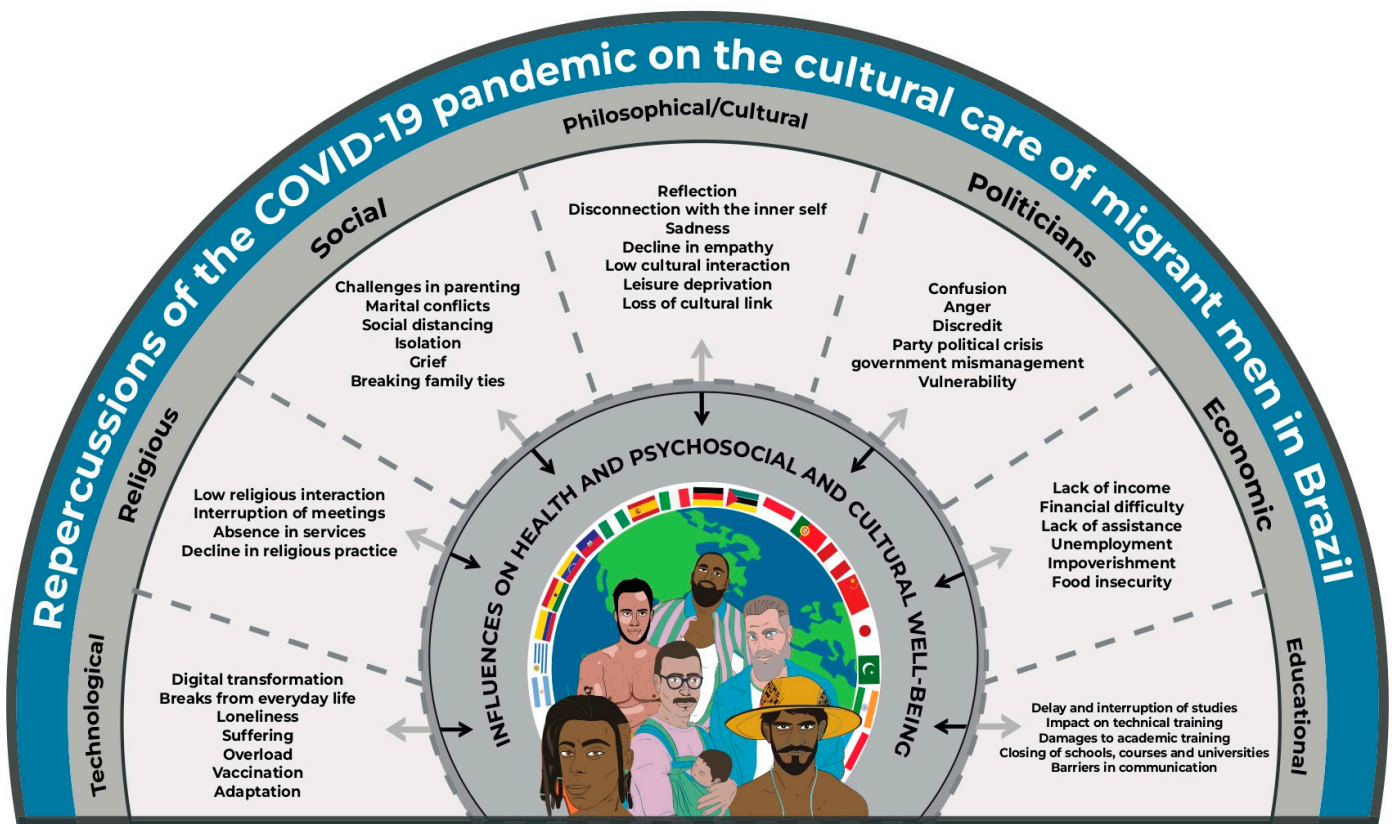 Repercussions of the COVID-19 pandemic on the cultural care of migrant men in Brazil
Technological
Digital transformation
Breaks from everyday life
Loneliness
Suffering
Overload
Vaccination
Adaptation
Religious
Low religious interaction
Interruption of meetings
Absence in services
Decline in religious practice
Social
Challenges in parenting
Marital conflicts
Social distancing
Isolation
Grief
Breaking family ties
Philosophical/Cultural
Reflection
Disconnection with the inner self
Sadness
Decline in empathy
Low cultural interaction
Leisure deprivation
Loss of cultural link
Politicians
Confusion
Anger
Discredit
Party political crisis
government mismanagement
Vulnerability
Economic
Lack of income
Financial difficulty
Lack of assistance
Unemployment
Impoverishment
Food insecurity
Educational
Delay and interruption of studies
Impact on technical training
Damages to academic training
Closing of schools, courses and universities
Barriers in communication
INFLUENCES ON HEALTH AND PSYCHOSOCIAL AND CULTURAL WELL-BEING